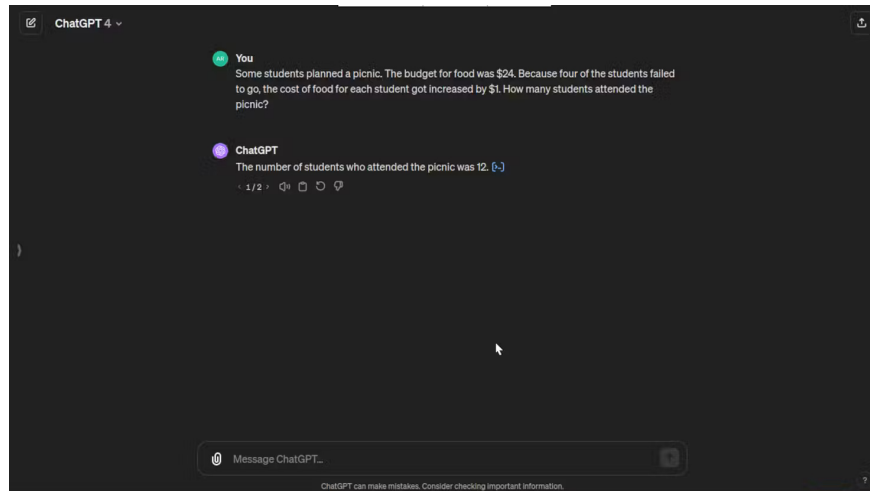 ChatGPT 4
AR You
Some students planned a picnic. The budget for food was $24. Because four of the students failed
to go, the cost of food for each student got increased by $1. How many students attended the
picnic?
ChatGPT
The number of students who attended the picnic was 12. [>-]
< 1/2 >
Message ChatGPT...
ChatGPT can make mistakes. Consider checking important information.
?